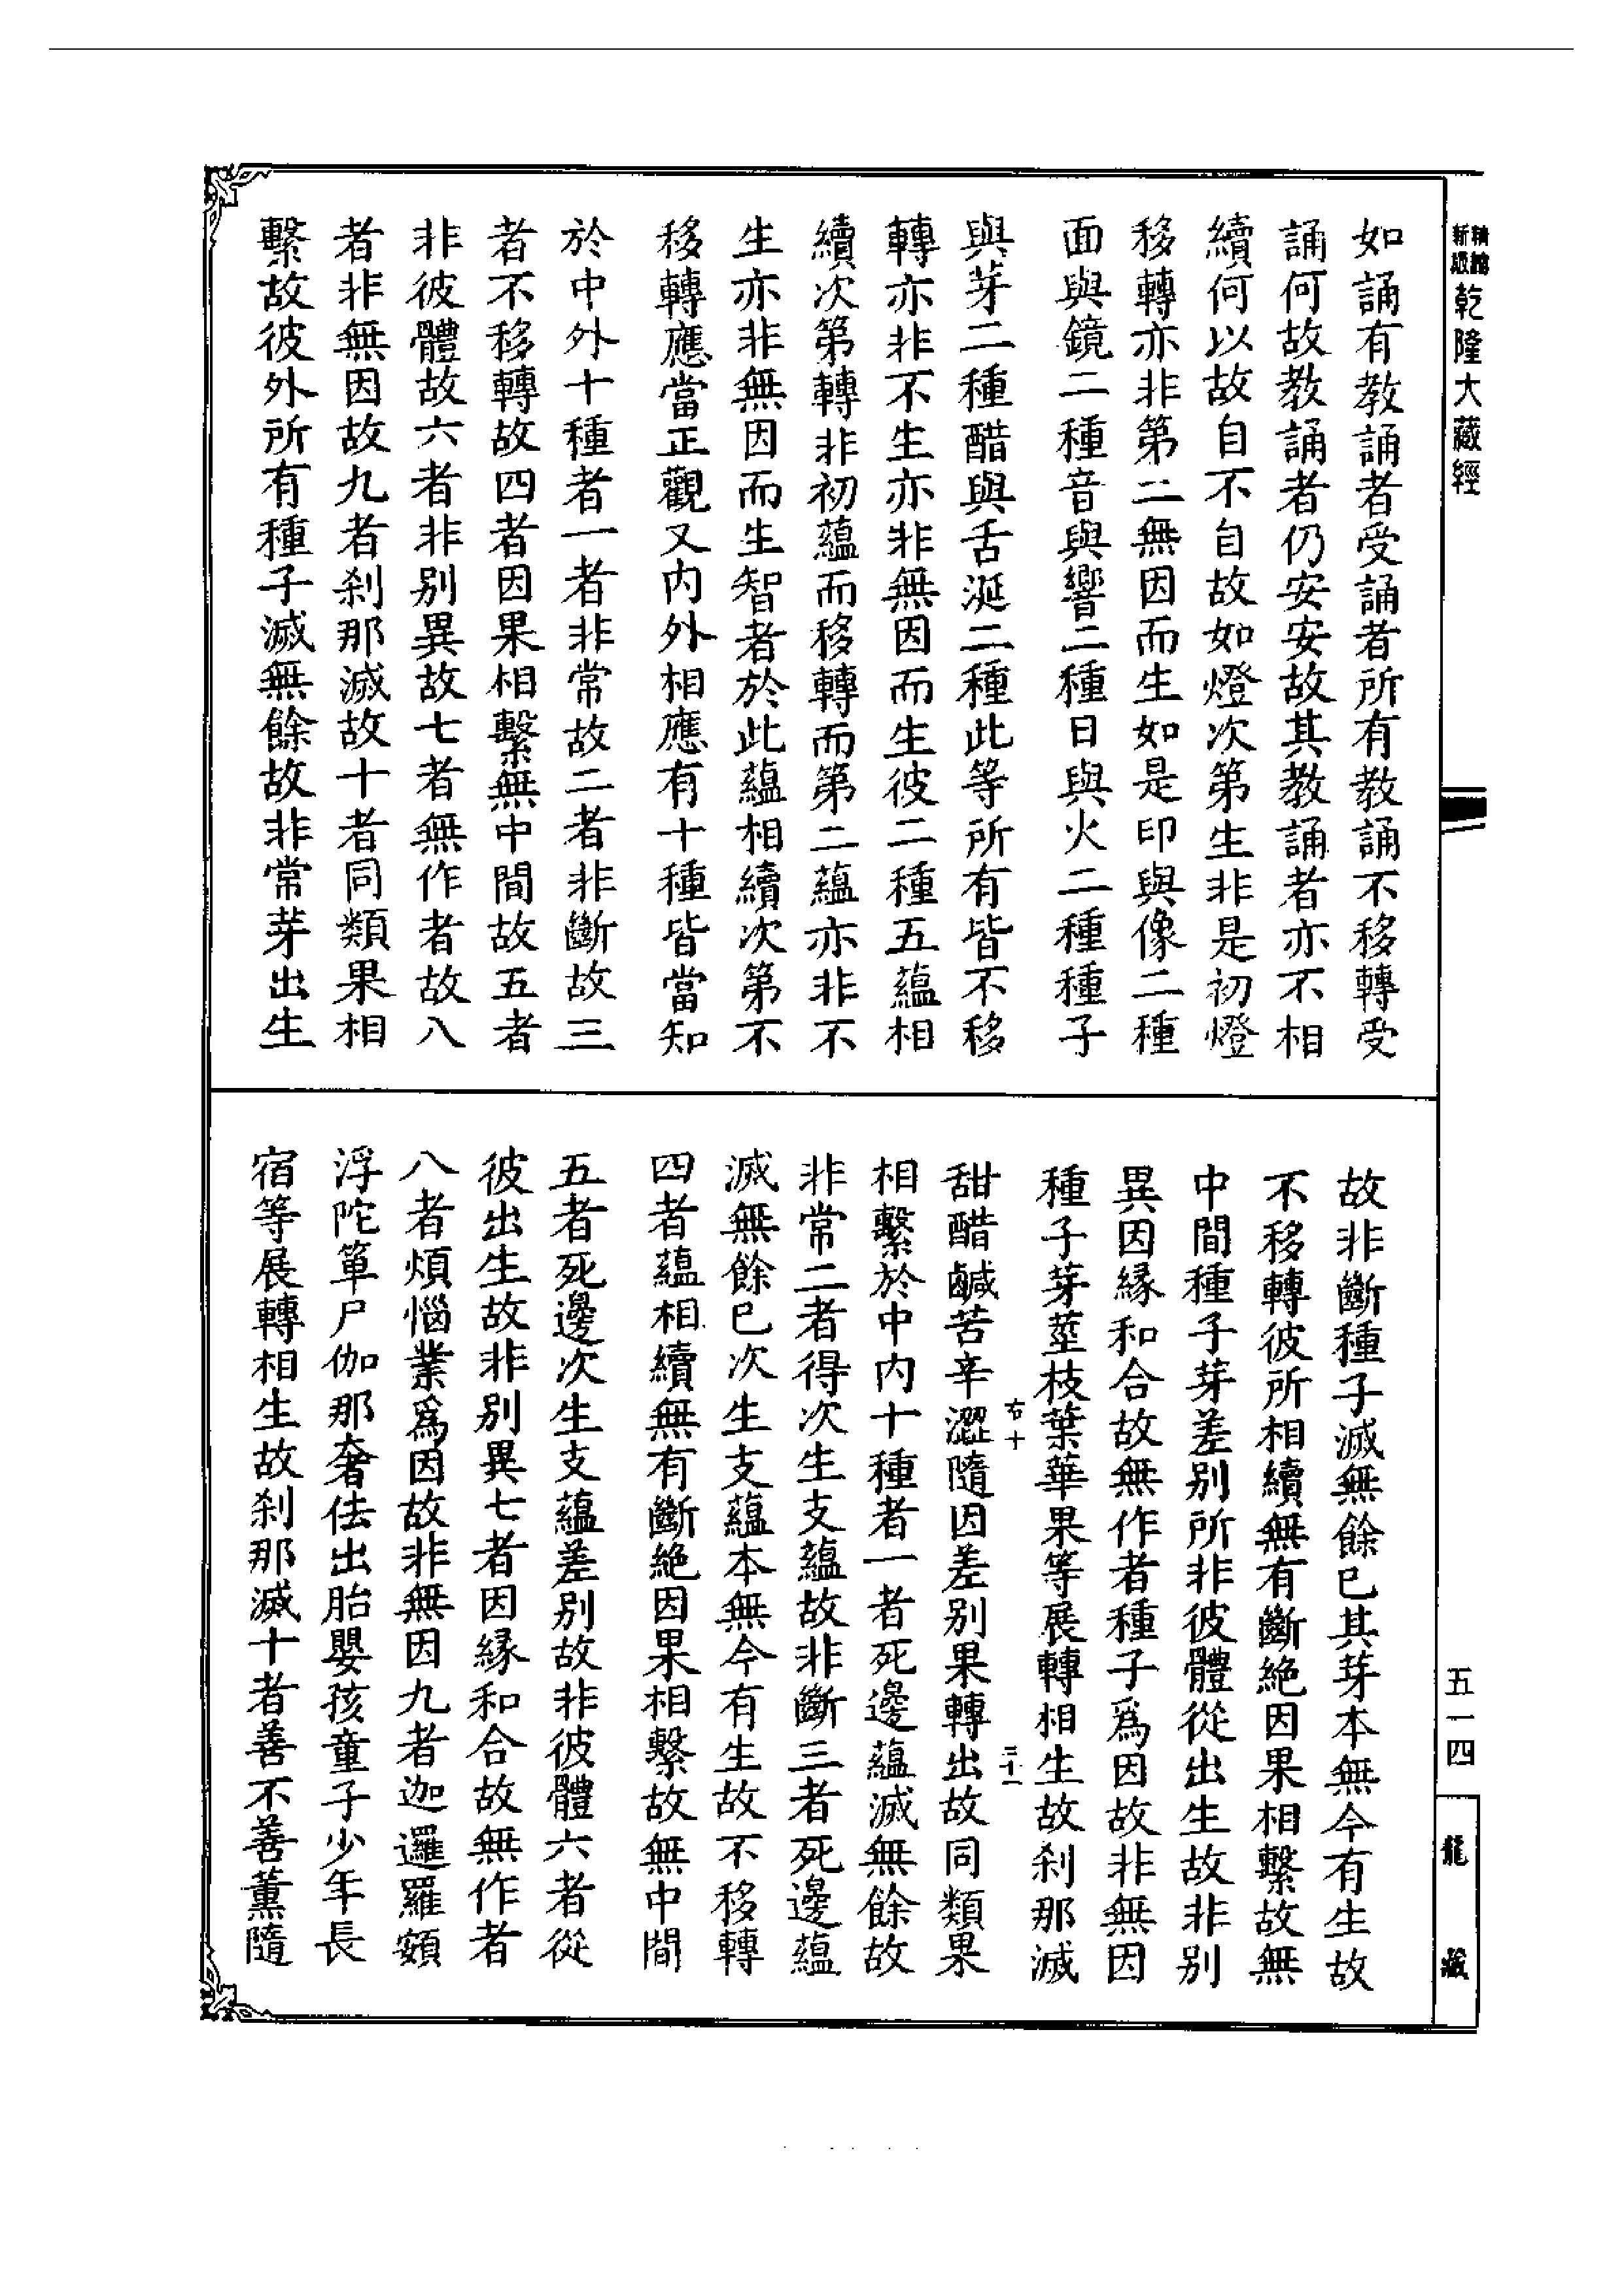 新編縮版乾隆大藏經
如誦有教誦者受誦者所有教誦不移轉受
誦何故教誦者仍安安故其教誦者亦不相
續何以故自不自故如燈次第生非是初燈
移轉亦非第二無因而生如是印與像二種
面與鏡二種音與響二種日與火二種種子
與芽二種醋與舌涎二種此等所有皆不移
轉亦非不生亦非無因而生彼二種五蘊相
續次第轉非初蘊而移轉而第二蘊亦非不
生亦非無因而生智者於此蘊相續次第不
移轉應當正觀又內外相應有十種皆當知
於中外十種者一者非常故二者非斷故三
者不移轉故四者因果相繫無中間故五者
非彼體故六者非別異故七者無作者故八
者非無因故九者剎那滅故十者同類果相
繫故彼外所有種子滅無餘故非常芽出生
故非斷種子滅無餘已其芽本無今有生故
不移轉彼所相續無有斷絕因果相繫故無
中間種子芽差別所非彼體從出生故非別
異因緣和合故無作者種子爲因故非無因
種子芽莖枝葉華果等展轉相生故剎那滅
甜醋鹹苦辛澀隨因差別果轉出故同類果
相繫於中內十種者一者死邊蘊滅無餘故
非常二者得次生支蘊故非斷三者死邊蘊
滅無餘已次生支蘊本無今有生故不移轉
四者蘊相續無有斷絕因果相繫故無中間
五者死邊次生支蘊差別故非彼體六者從
彼出生故非別異七者因緣和合故無作者
八者煩惱業爲因故非無因九者迦邏羅頞
浮陀箄尸伽那奢佉出胎嬰孩童子少年長
宿等展轉相生故剎那滅十者善不善薰隨
右十
三十一
五一四
龍藏